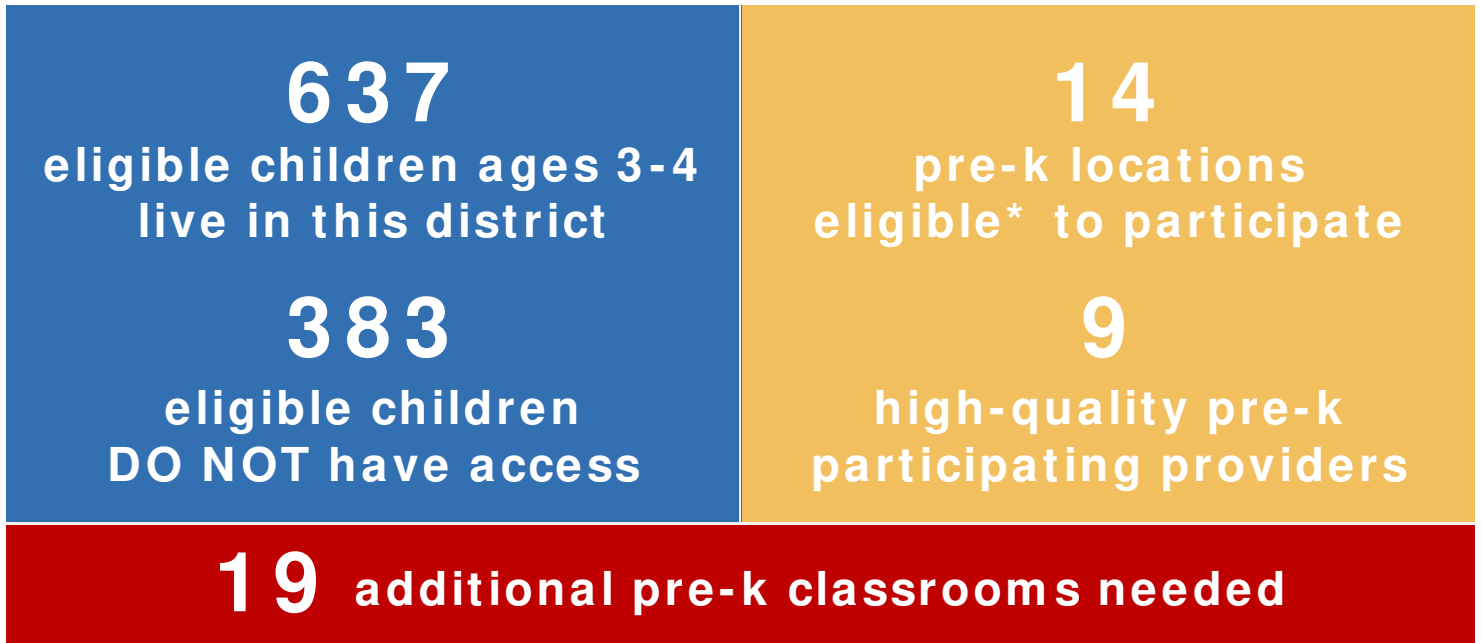 637
eligible children ages 3-4
live in this district
383
eligible children
DO NOT have access
14
pre-k locations
eligible* to participate
9
high-quality pre-k
participating providers
19 additional pre-k classrooms needed